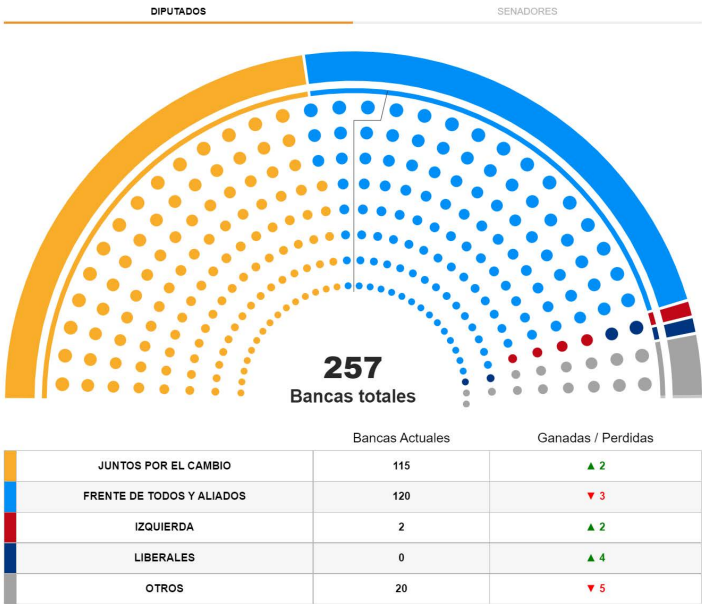 DIPUTADOS SENADORES
257
Bancas totales
Bancas Actuales Ganadas / Perdidas
JUNTOS POR EL CAMBIO 115 ▲ 2
FRENTE DE TODOS Y ALIADOS 120 ▼ 3
IZQUIERDA 2 ▲ 2
LIBERALES 0 ▲ 4
OTROS 20 ▼ 5